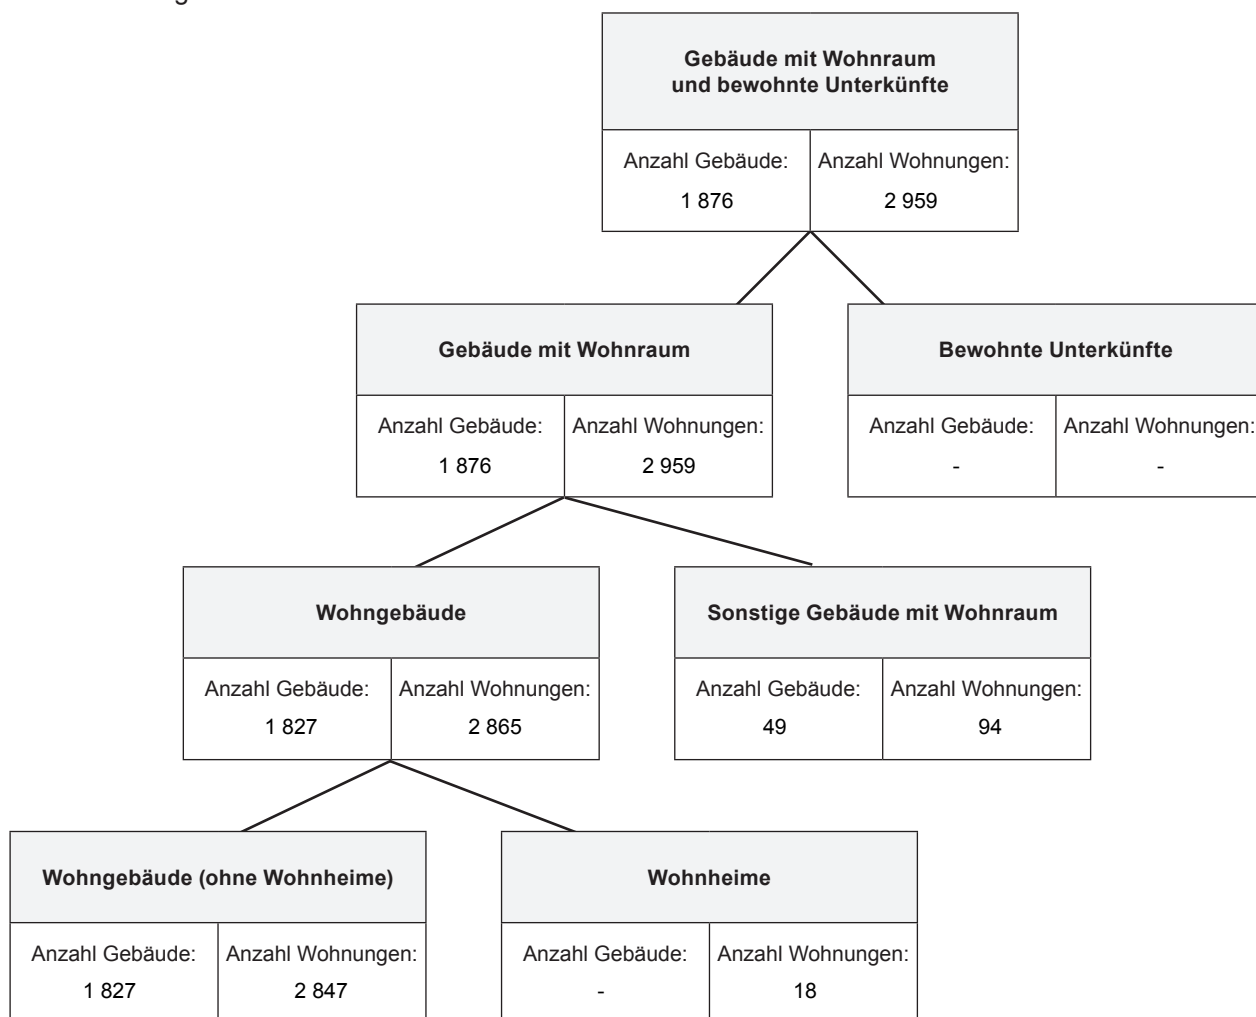 Gebäude mit Wohnraum
und bewohnte Unterkünfte
Anzahl Gebäude: Anzahl Wohnungen:
1 876 2 959
Gebäude mit Wohnraum Bewohnte Unterkünfte
Anzahl Gebäude: Anzahl Wohnungen: Anzahl Gebäude: Anzahl Wohnungen:
1 876 2 959 - -
Wohngebäude Sonstige Gebäude mit Wohnraum
Anzahl Gebäude: Anzahl Wohnungen: Anzahl Gebäude: Anzahl Wohnungen:
1 827 2 865 49 94
Wohngebäude (ohne Wohnheime) Wohnheime
Anzahl Gebäude: Anzahl Wohnungen: Anzahl Gebäude: Anzahl Wohnungen:
1 827 2 847 - 18